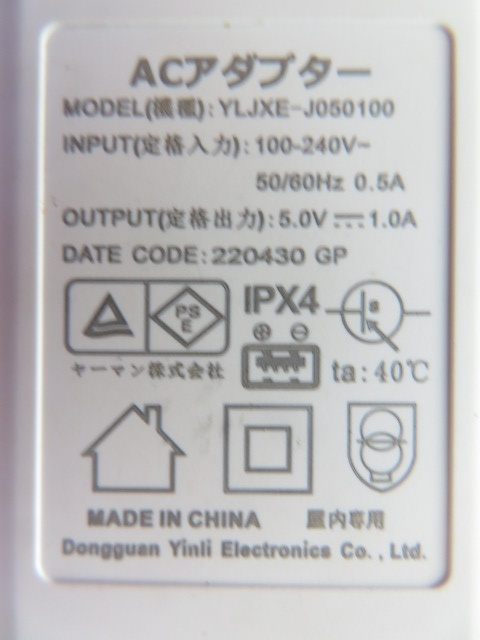 ACアダプター
MODEL(機種):YLJXE-J050100
INPUT(定格入力):100-240V~
50/60Hz 0.5A
OUTPUT(定格出力):5.0V⎓1.0A
DATE CODE:220430 GP
PS
E
IPX4
s
⊕ ⊖
ヤーマン株式会社
ta:40℃
MADE IN CHINA 屋内専用
Dongguan Yinli Electronics Co., Ltd.